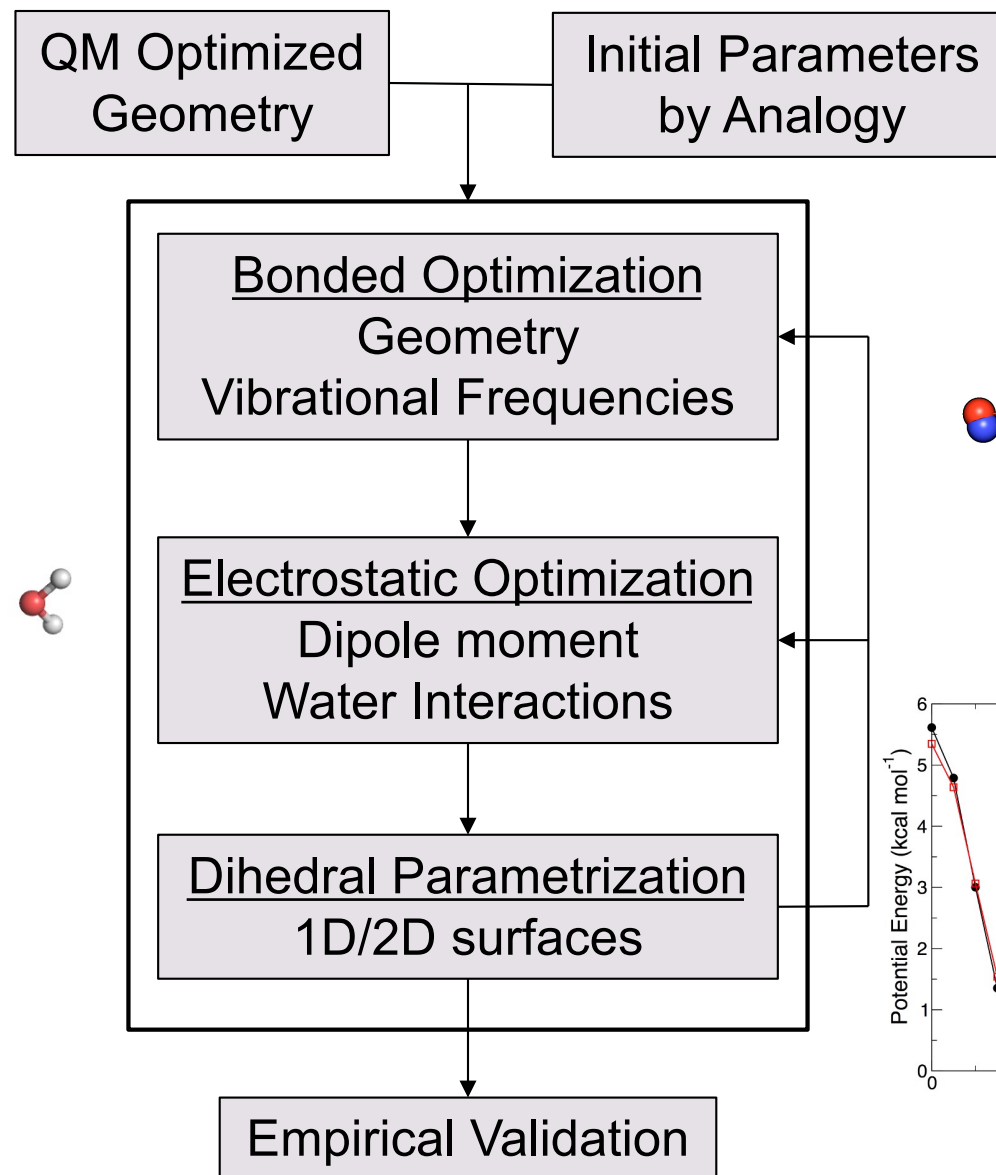 QM Optimized
Geometry
Initial Parameters
by Analogy
Bonded Optimization
Geometry
Vibrational Frequencies
Electrostatic Optimization
Dipole moment
Water Interactions
Dihedral Parametrization
1D/2D surfaces
Empirical Validation
Potential Energy (kcal mol⁻¹)
6
5
4
3
2
1
0
0